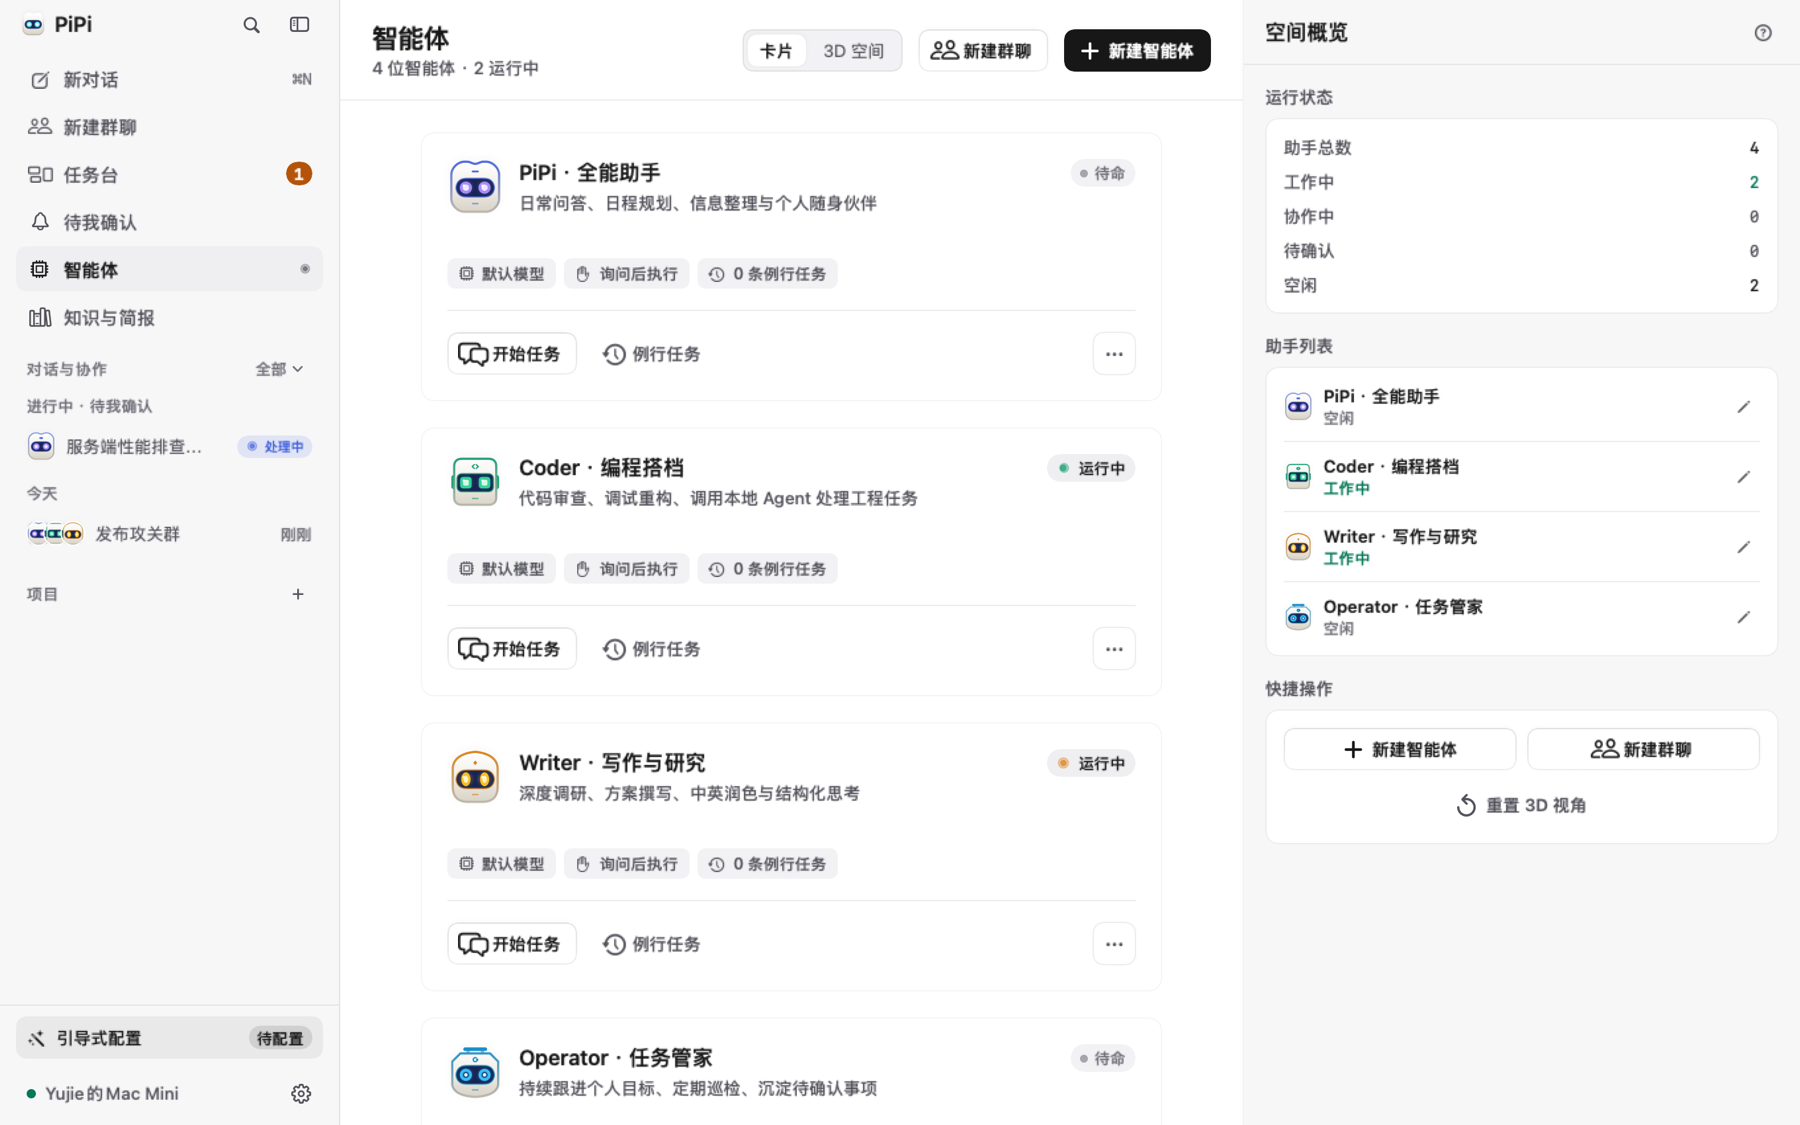 PiPi
新对话 ⌘N
新建群聊
任务台 1
待我确认
智能体
知识与简报
对话与协作 全部
进行中 · 待我确认
服务端性能排查... 处理中
今天
发布攻关群 刚刚
项目 +
引导式配置 待配置
Yujie的Mac Mini
智能体
4 位智能体 · 2 运行中
卡片 3D 空间 新建群聊 + 新建智能体
PiPi · 全能助手 待命
日常问答、日程规划、信息整理与个人随身伙伴
默认模型 询问后执行 0 条例行任务
开始任务 例行任务 ...
Coder · 编程搭档 运行中
代码审查、调试重构、调用本地 Agent 处理工程任务
默认模型 询问后执行 0 条例行任务
开始任务 例行任务 ...
Writer · 写作与研究 运行中
深度调研、方案撰写、中英润色与结构化思考
默认模型 询问后执行 0 条例行任务
开始任务 例行任务 ...
Operator · 任务管家 待命
持续跟进个人目标、定期巡检、沉淀待确认事项
空间概览 ?
运行状态
助手总数 4
工作中 2
协作中 0
待确认 0
空闲 2
助手列表
PiPi · 全能助手
空闲
Coder · 编程搭档
工作中
Writer · 写作与研究
工作中
Operator · 任务管家
空闲
快捷操作
+ 新建智能体 新建群聊
重置 3D 视角